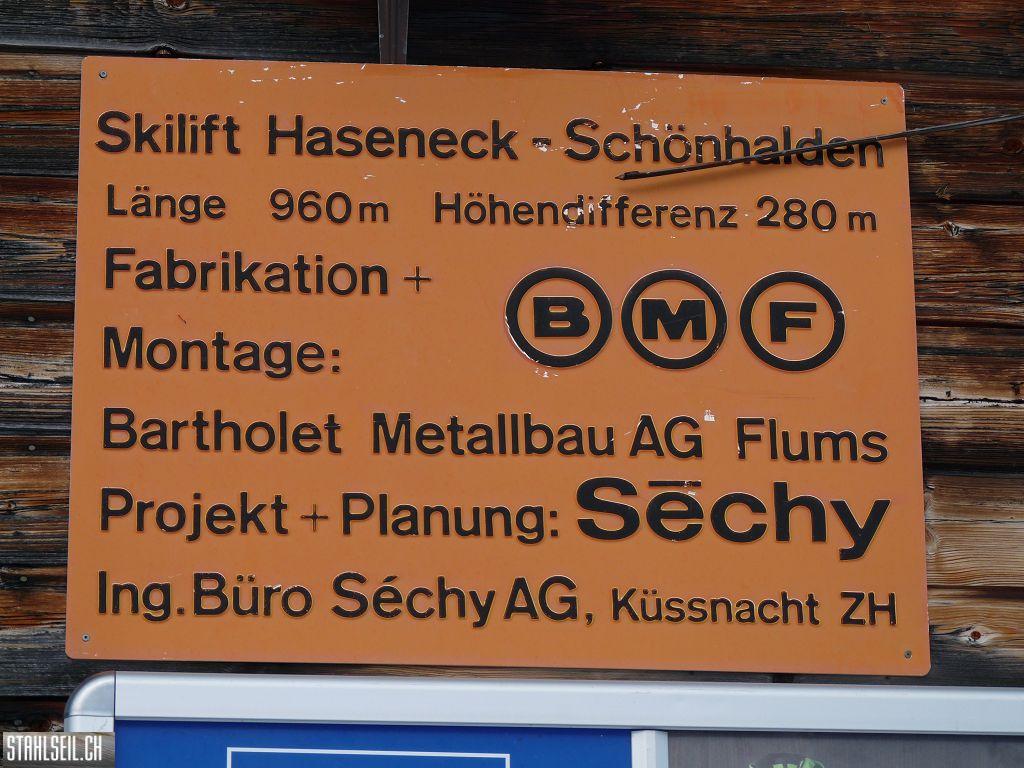 Skilift Haseneck - Schönhalden
Länge 960 m Höhendifferenz 280 m
Fabrikation +
Montage:
B M F
Bartholet Metallbau AG Flums
Projekt + Planung: Sēchy
Ing. Büro Séchy AG, Küssnacht ZH
STAHLSEIL.CH